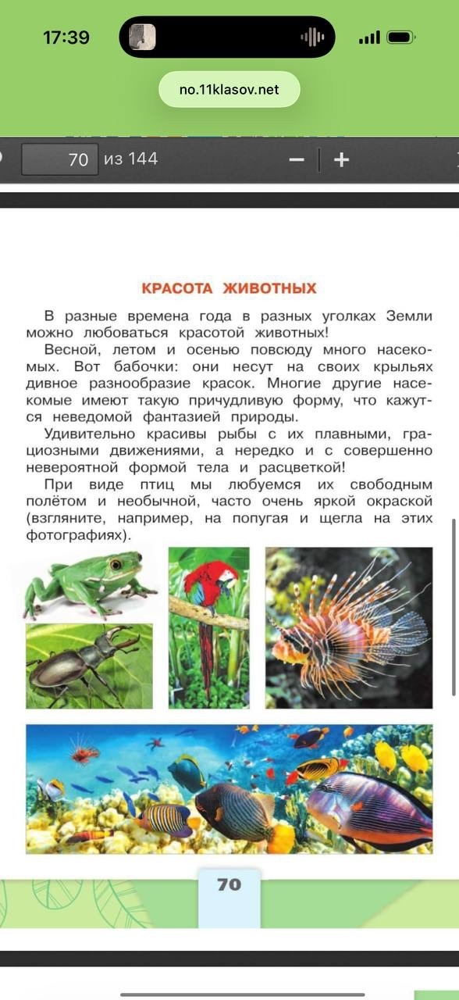 17:39
no.11klasov.net
70 из 144
КРАСОТА ЖИВОТНЫХ
В разные времена года в разных уголках Земли
можно любоваться красотой животных!
Весной, летом и осенью повсюду много насеко-
мых. Вот бабочки: они несут на своих крыльях
дивное разнообразие красок. Многие другие насе-
комые имеют такую причудливую форму, что кажут-
ся неведомой фантазией природы.
Удивительно красивы рыбы с их плавными, гра-
циозными движениями, а нередко и с совершенно
невероятной формой тела и расцветкой!
При виде птиц мы любуемся их свободным
полётом и необычной, часто очень яркой окраской
(взгляните, например, на попугая и щегла на этих
фотографиях).
70